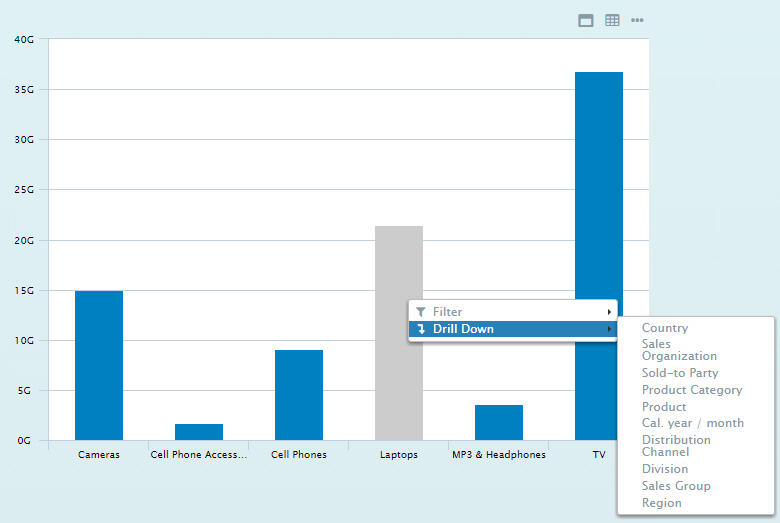 40G
35G
30G
25G
20G
15G
10G
5G
0G
Cameras
Cell Phone Access...
Cell Phones
Laptops
MP3 & Headphones
TV
Filter
Drill Down
Country
Sales
Organization
Sold-to Party
Product Category
Product
Cal. year / month
Distribution
Channel
Division
Sales Group
Region